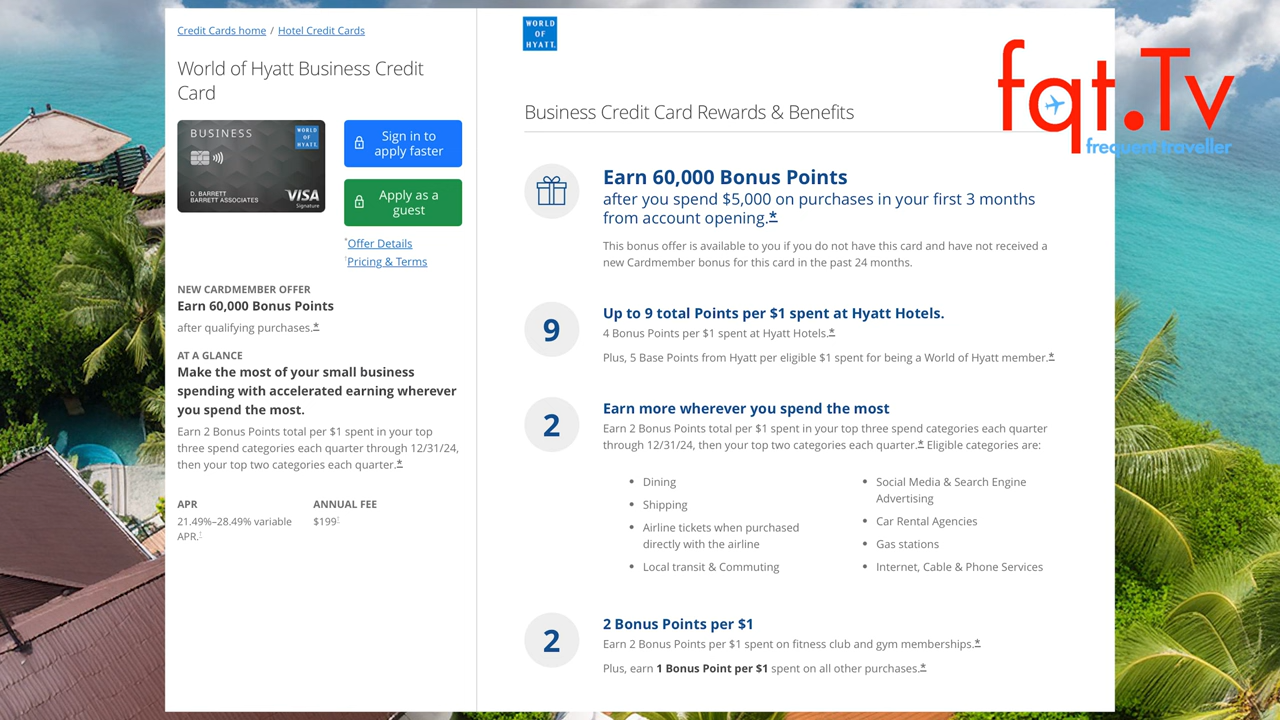 Credit Cards home / Hotel Credit Cards
World of Hyatt Business Credit
Card
BUSINESS
WORLD
OF
HYATT.
D. BARRETT
BARRETT ASSOCIATES
VISA
Signature
Sign in to
apply faster
Apply as a
guest
*Offer Details
†Pricing & Terms
NEW CARDMEMBER OFFER
Earn 60,000 Bonus Points
after qualifying purchases.*
AT A GLANCE
Make the most of your small business
spending with accelerated earning wherever
you spend the most.
Earn 2 Bonus Points total per $1 spent in your top
three spend categories each quarter through 12/31/24,
then your top two categories each quarter.*
APR
21.49%–28.49% variable
APR.†
ANNUAL FEE
$199†
WORLD
OF
HYATT.
fqt.Tv
frequent traveller
Business Credit Card Rewards & Benefits
Earn 60,000 Bonus Points
after you spend $5,000 on purchases in your first 3 months
from account opening.*
This bonus offer is available to you if you do not have this card and have not received a
new Cardmember bonus for this card in the past 24 months.
9
Up to 9 total Points per $1 spent at Hyatt Hotels.
4 Bonus Points per $1 spent at Hyatt Hotels.*
Plus, 5 Base Points from Hyatt per eligible $1 spent for being a World of Hyatt member.*
2
Earn more wherever you spend the most
Earn 2 Bonus Points total per $1 spent in your top three spend categories each quarter
through 12/31/24, then your top two categories each quarter.* Eligible categories are:
• Dining
• Shipping
• Airline tickets when purchased
directly with the airline
• Local transit & Commuting
• Social Media & Search Engine
Advertising
• Car Rental Agencies
• Gas stations
• Internet, Cable & Phone Services
2
2 Bonus Points per $1
Earn 2 Bonus Points per $1 spent on fitness club and gym memberships.*
Plus, earn 1 Bonus Point per $1 spent on all other purchases.*